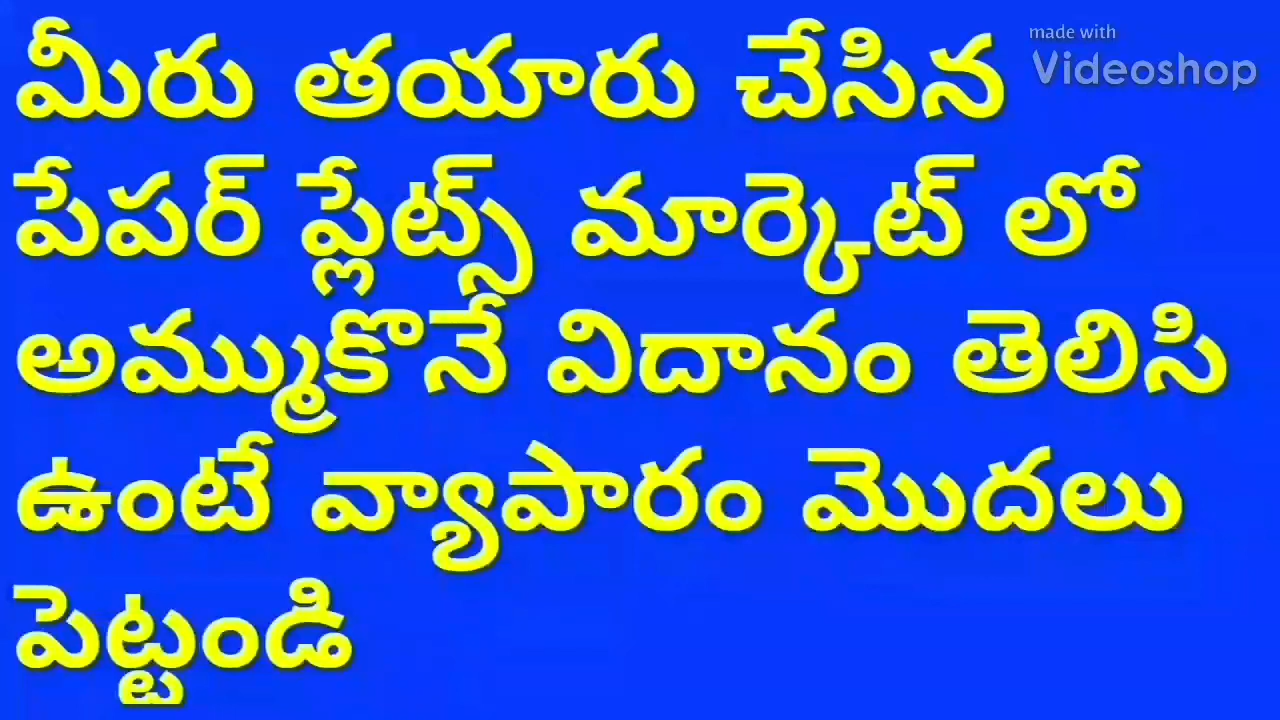 made with
Videoshop
మీరు తయారు చేసిన
పేపర్ ప్లేట్స్ మార్కెట్ లో
అమ్ముకొనే విదానం తెలిసి
ఉంటే వ్యాపారం మొదలు
పెట్టండి